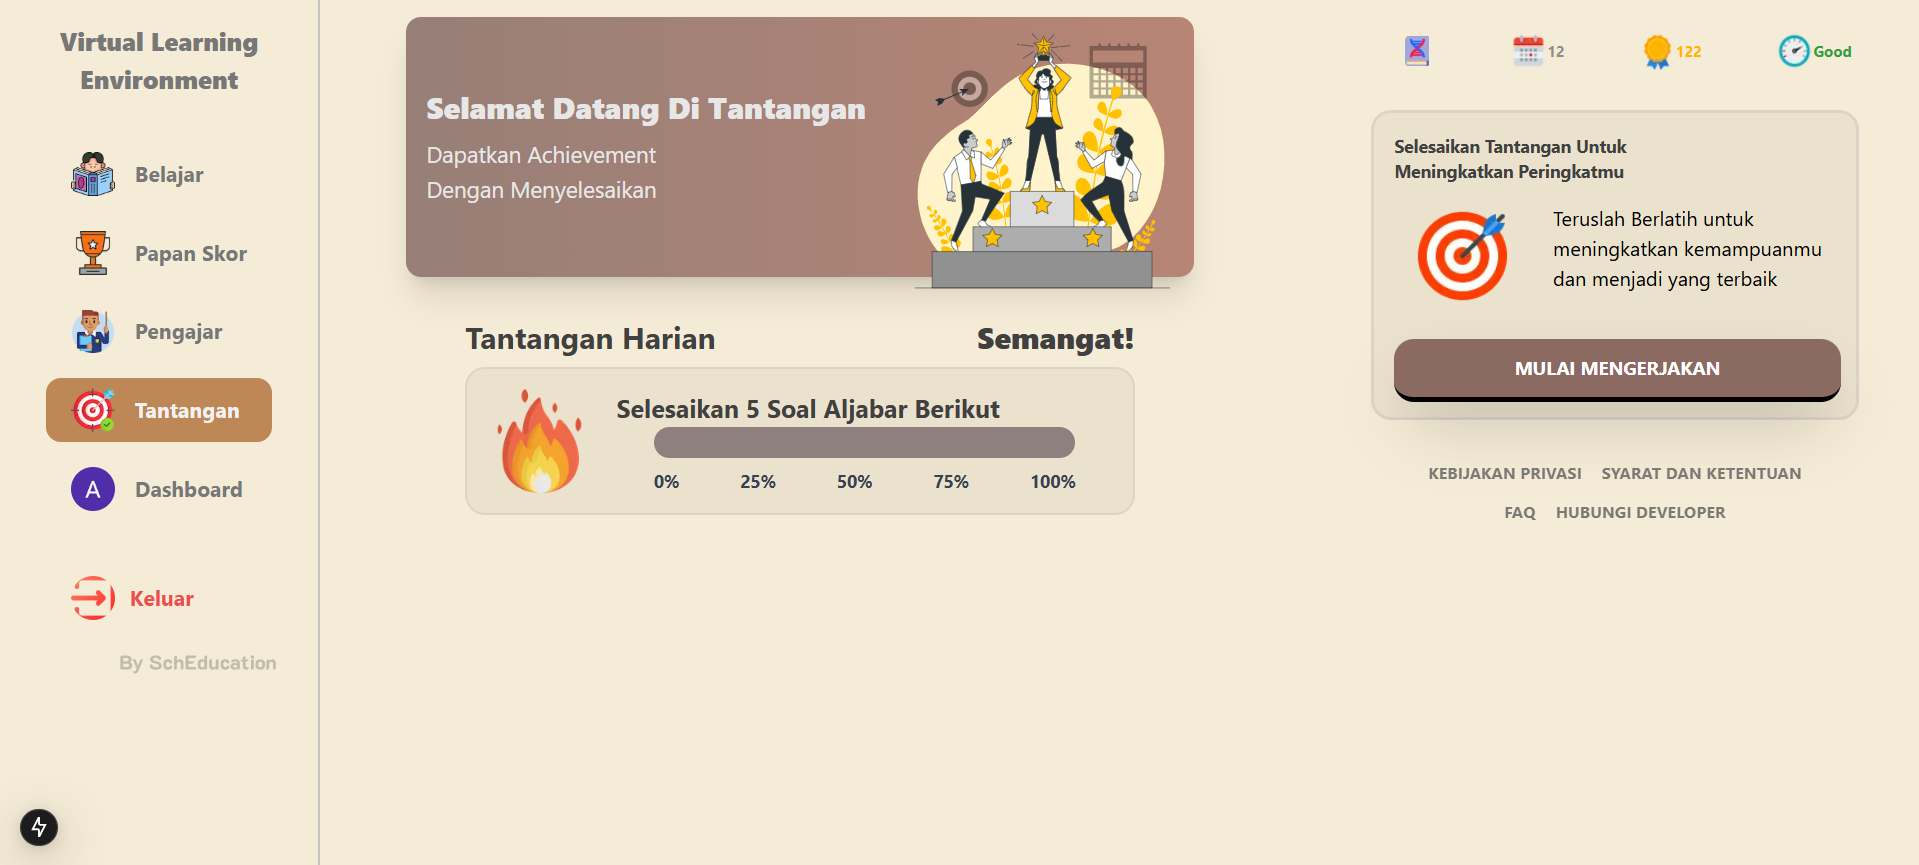 Virtual Learning
Environment
Belajar
Papan Skor
Pengajar
Tantangan
A
Dashboard
Keluar
By SchEducation
Selamat Datang Di Tantangan
Dapatkan Achievement
Dengan Menyelesaikan
Tantangan Harian
Semangat!
Selesaikan 5 Soal Aljabar Berikut
0% 25% 50% 75% 100%
12
122
Good
Selesaikan Tantangan Untuk
Meningkatkan Peringkatmu
Teruslah Berlatih untuk
meningkatkan kemampuanmu
dan menjadi yang terbaik
MULAI MENGERJAKAN
KEBIJAKAN PRIVASI SYARAT DAN KETENTUAN
FAQ HUBUNGI DEVELOPER